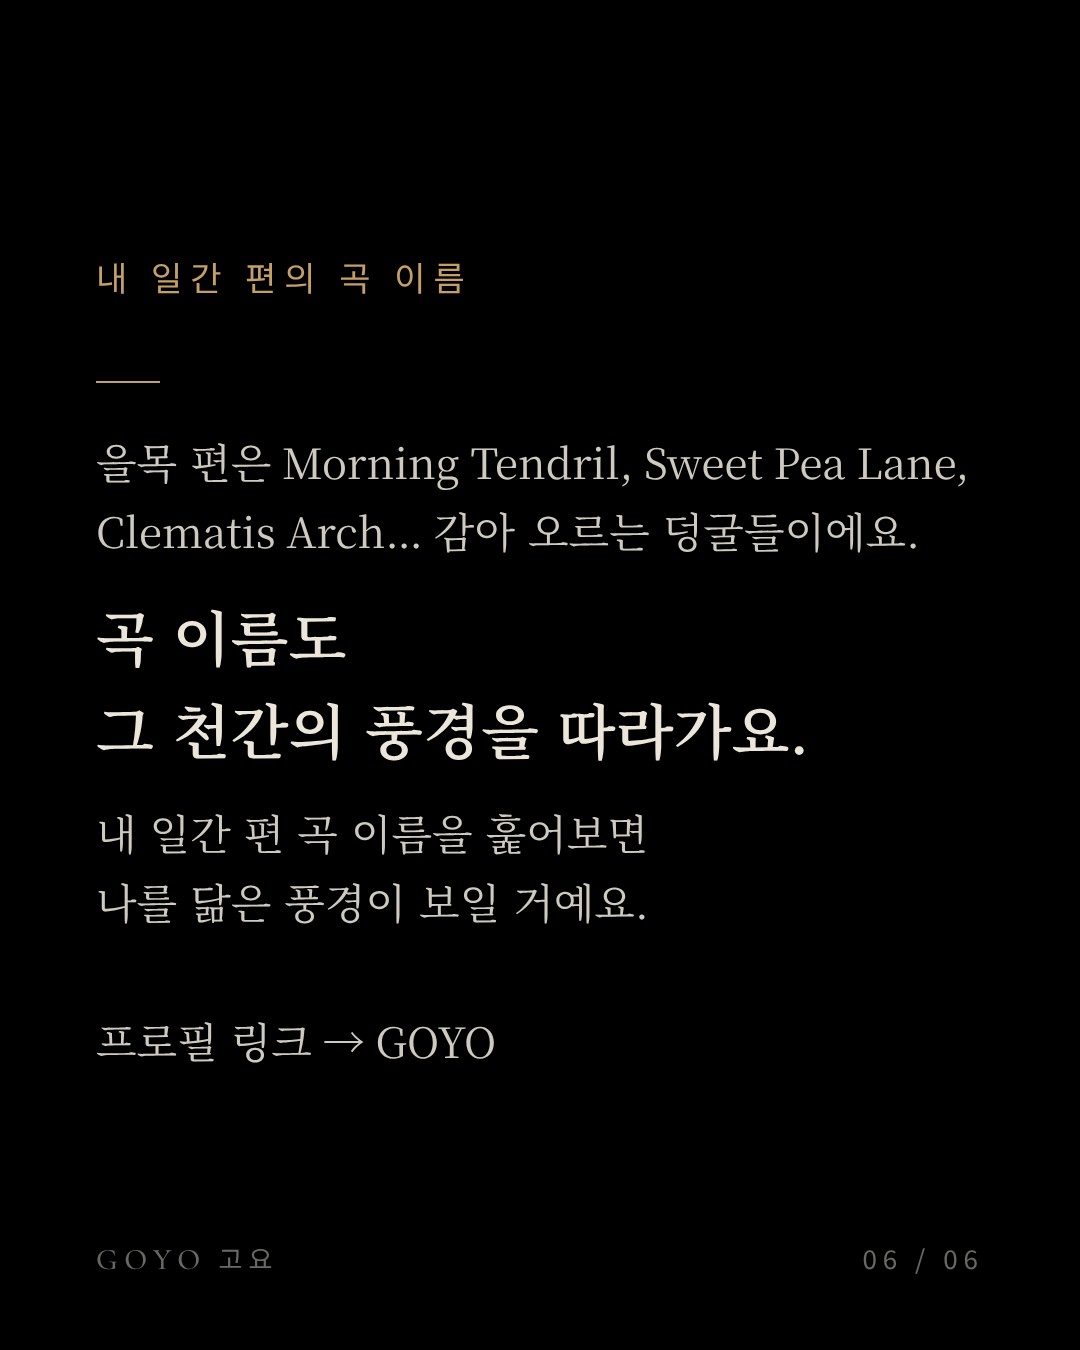 내 일간 편의 곡 이름
을목 편은 Morning Tendril, Sweet Pea Lane,
Clematis Arch... 감아 오르는 덩굴들이에요.
곡 이름도
그 천간의 풍경을 따라가요.
내 일간 편 곡 이름을 훑어보면
나를 닮은 풍경이 보일 거예요.
프로필 링크 → GOYO
GOYO 고요
06 / 06